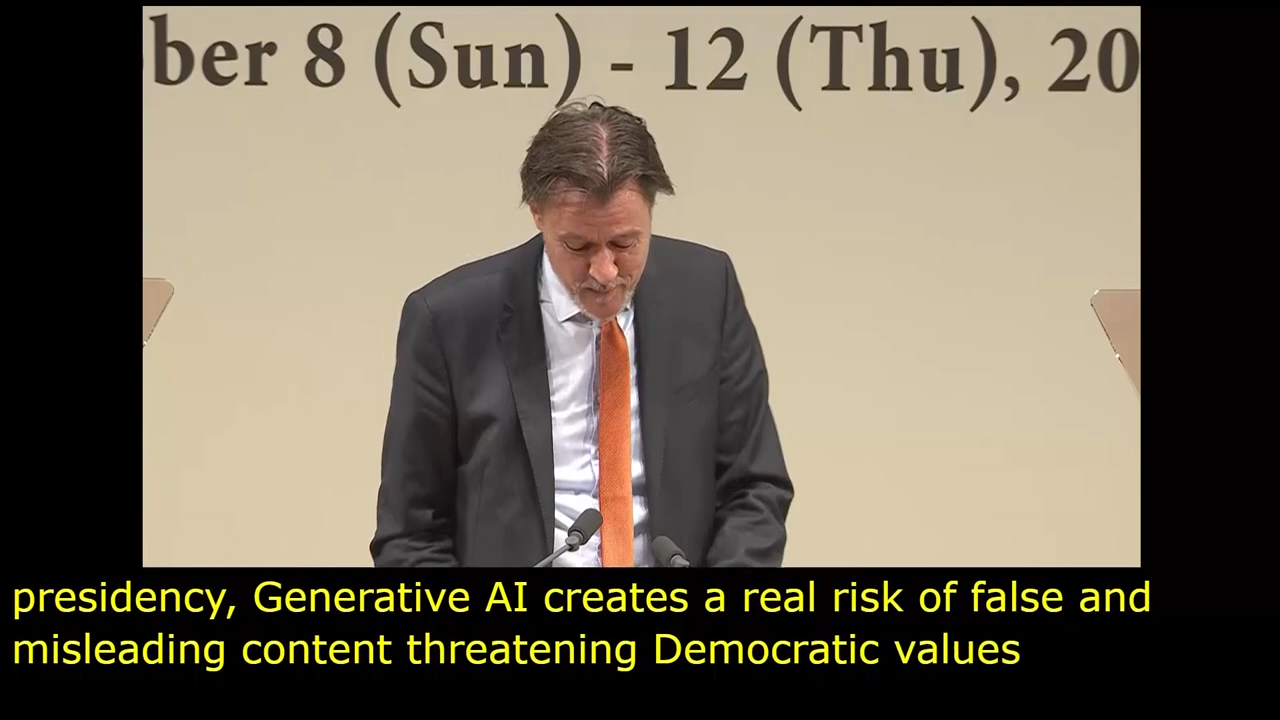 ber 8 (Sun) - 12 (Thu), 20
presidency, Generative AI creates a real risk of false and
misleading content threatening Democratic values